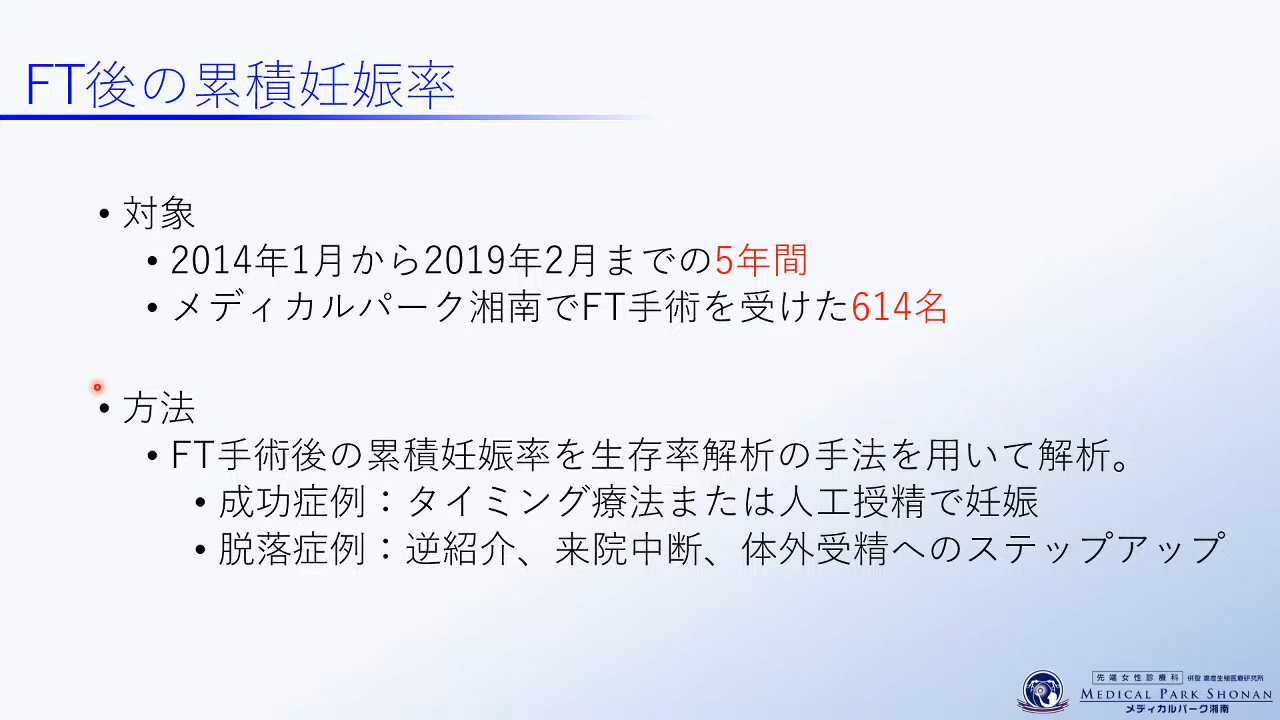 FT後の累積妊娠率
• 対象
• 2014年1月から2019年2月までの5年間
• メディカルパーク湘南でFT手術を受けた614名
• 方法
• FT手術後の累積妊娠率を生存率解析の手法を用いて解析。
• 成功症例：タイミング療法または人工授精で妊娠
• 脱落症例：逆紹介、来院中断、体外受精へのステップアップ
先端女性診療科 併設 高度生殖医療研究所
MEDICAL PARK SHONAN
メディカルパーク湘南